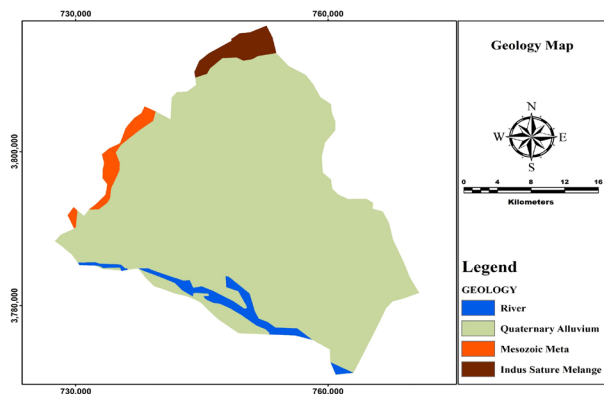 730,000
760,000
Geology Map
N
W
E
S
3,800,000
0
4
8
12
16
Kilometers
Legend
GEOLOGY
River
3,780,000
Quaternary Alluvium
Mesozoic Meta
Indus Sature Melange
730,000
760,000